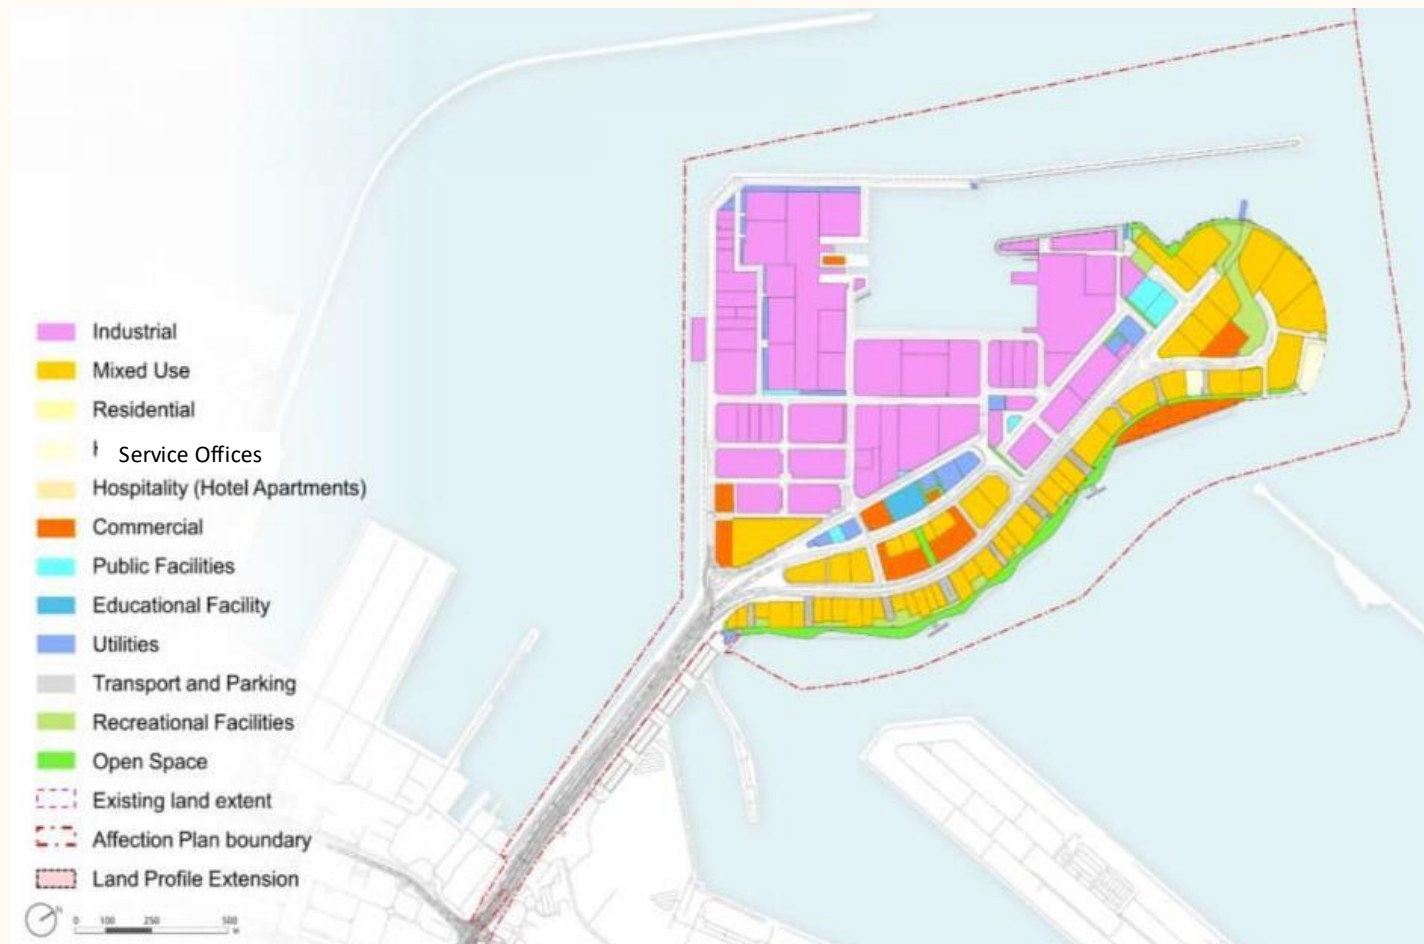 Industrial
Mixed Use
Residential
Service Offices
Hospitality (Hotel Apartments)
Commercial
Public Facilities
Educational Facility
Utilities
Transport and Parking
Recreational Facilities
Open Space
Existing land extent
Affection Plan boundary
Land Profile Extension
N
0 100 250 500
M